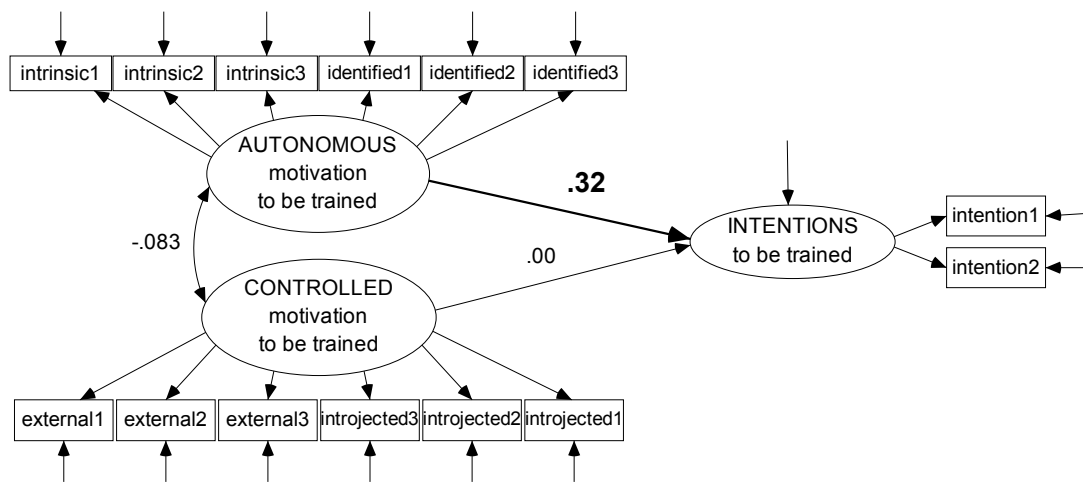 intrinsic1 intrinsic2 intrinsic3 identified1 identified2 identified3
AUTONOMOUS
motivation
to be trained
.32
-.083
INTENTIONS
to be trained
intention1
intention2
.00
CONTROLLED
motivation
to be trained
external1 external2 external3 introjected3 introjected2 introjected1